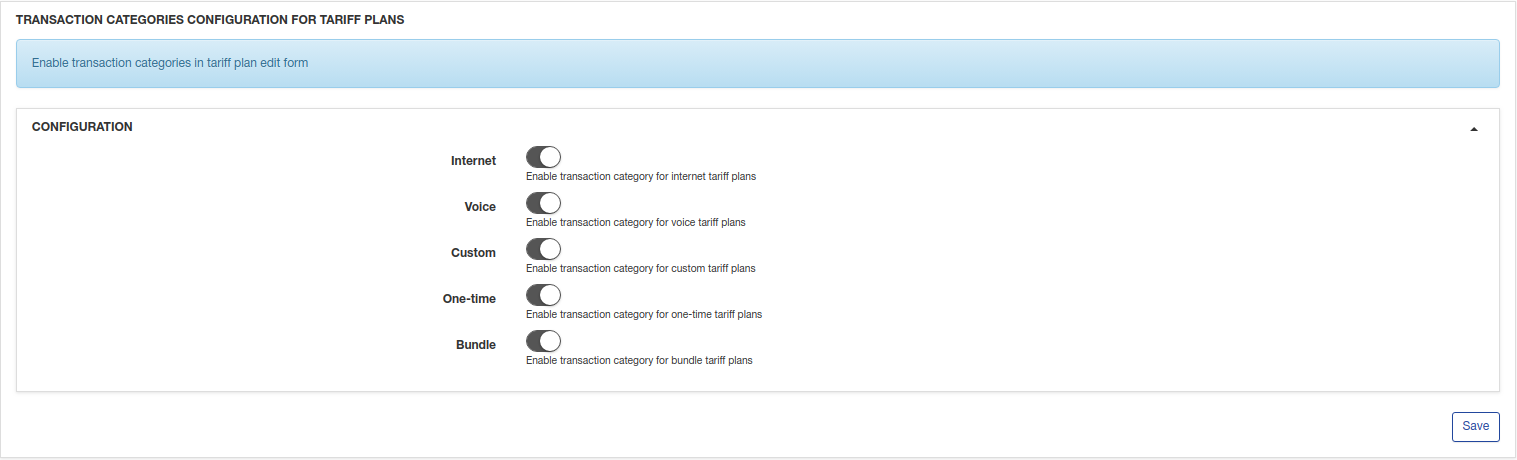 TRANSACTION CATEGORIES CONFIGURATION FOR TARIFF PLANS
Enable transaction categories in tariff plan edit form
CONFIGURATION
Internet
Enable transaction category for internet tariff plans
Voice
Enable transaction category for voice tariff plans
Custom
Enable transaction category for custom tariff plans
One-time
Enable transaction category for one-time tariff plans
Bundle
Enable transaction category for bundle tariff plans
Save